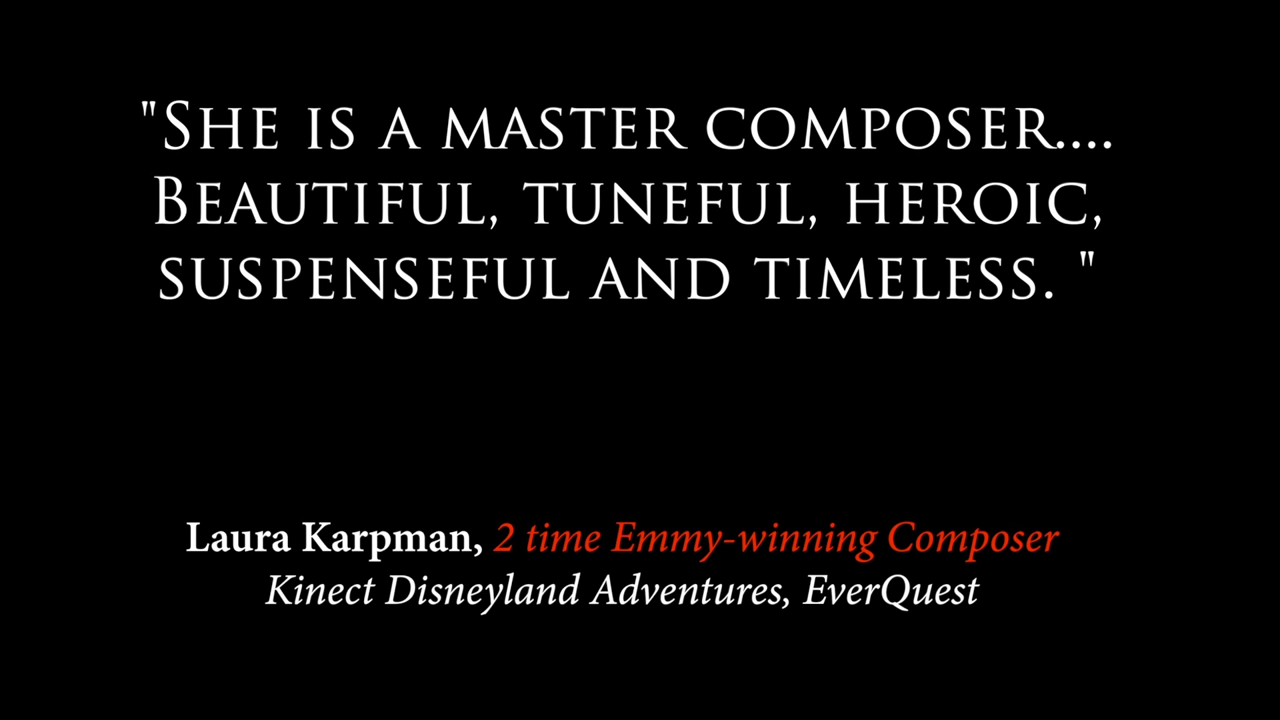 "She is a master composer....
Beautiful, tuneful, heroic,
suspenseful and timeless. "
Laura Karpman, 2 time Emmy-winning Composer
Kinect Disneyland Adventures, EverQuest